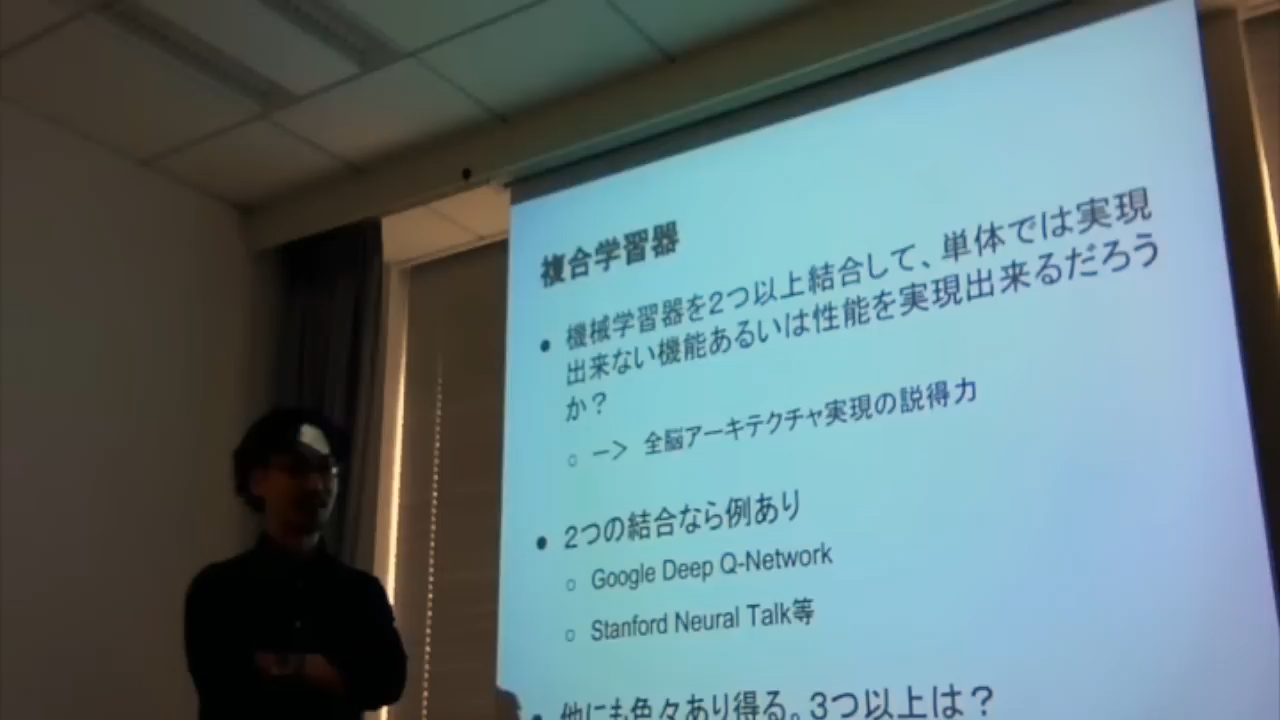 複合学習器
● 機械学習器を2つ以上結合して、単体では実現
出来ない機能あるいは性能を実現出来るだろう
か？
○ ー＞ 全脳アーキテクチャ実現の説得力
● 2つの結合なら例あり
○ Google Deep Q-Network
○ Stanford Neural Talk等
● 他にも色々あり得る。3つ以上は？